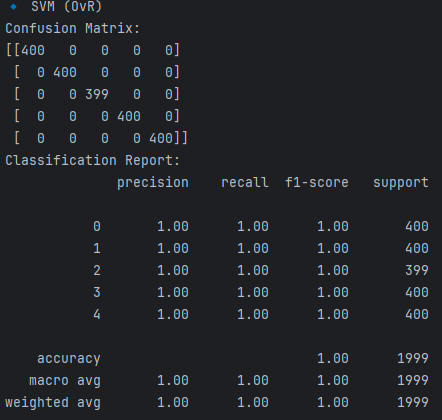 🔹 SVM (OvR)
Confusion Matrix:
[[400   0   0   0   0]
 [  0 400   0   0   0]
 [  0   0 399   0   0]
 [  0   0   0 400   0]
 [  0   0   0   0 400]]
Classification Report:
              precision    recall  f1-score   support

           0       1.00      1.00      1.00       400
           1       1.00      1.00      1.00       400
           2       1.00      1.00      1.00       399
           3       1.00      1.00      1.00       400
           4       1.00      1.00      1.00       400

    accuracy                           1.00      1999
   macro avg       1.00      1.00      1.00      1999
weighted avg       1.00      1.00      1.00      1999